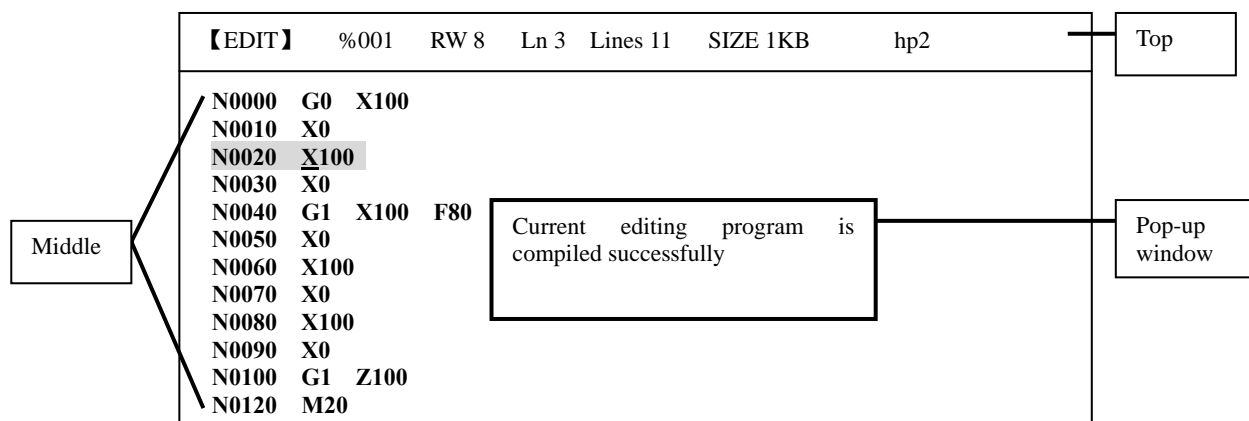 【EDIT】 %001 RW 8 Ln 3 Lines 11 SIZE 1KB hp2
Top
N0000 G0 X100
N0010 X0
N0020 X100
N0030 X0
N0040 G1 X100 F80
N0050 X0
N0060 X100
N0070 X0
N0080 X100
N0090 X0
N0100 G1 Z100
N0120 M20
Middle
Current editing program is
compiled successfully
Pop-up
window